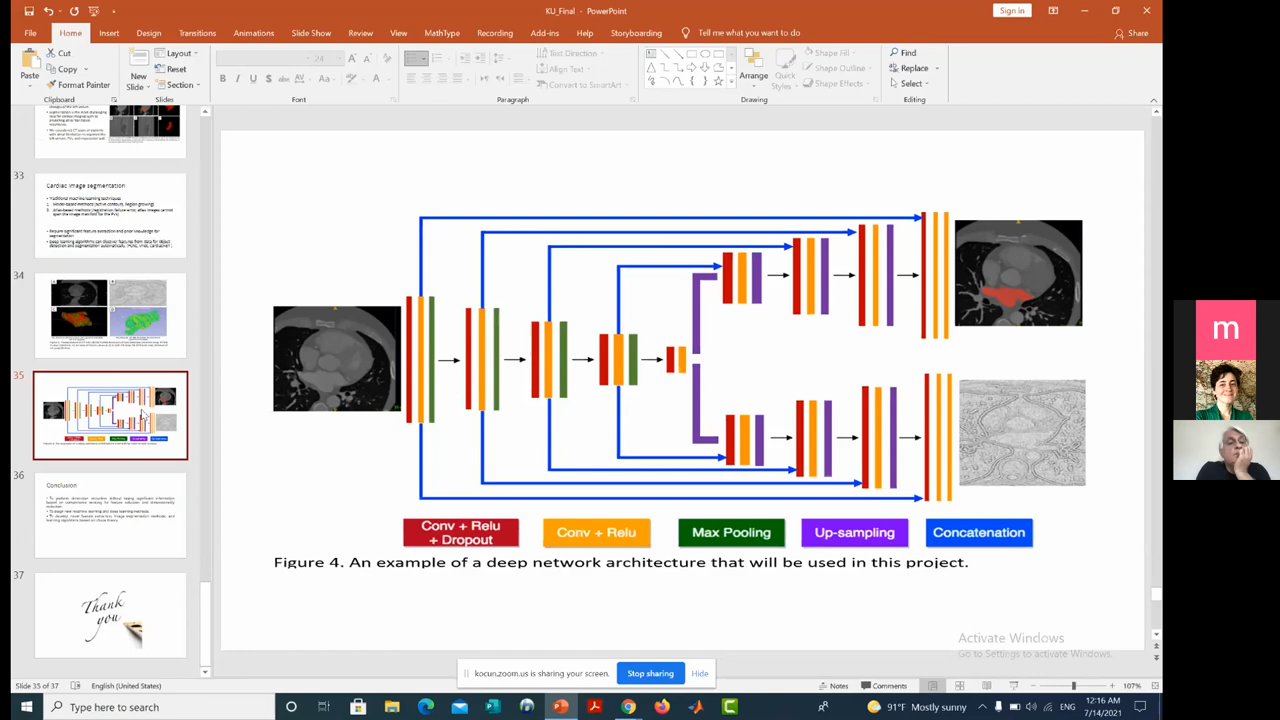 KU_Final - PowerPoint
Sign in
File Home Insert Design Transitions Animations Slide Show Review View MathType Recording Add-ins Help Storyboarding Tell me what you want to do Share
Paste
Cut
Copy
Format Painter
Clipboard
New Slide
Layout
Reset
Section
Slides
24
B I U S
Aa
A
Font
Text Direction
Align Text
Convert to SmartArt
Paragraph
Arrange
Quick Styles
Shape Fill
Shape Outline
Shape Effects
Drawing
Find
Replace
Select
Editing
33
Cardiac image segmentation
34
35
36
Conclusion
37
Thank you
Conv + Relu + Dropout
Conv + Relu
Max Pooling
Up-sampling
Concatenation
Figure 4. An example of a deep network architecture that will be used in this project.
m
Activate Windows
Go to Settings to activate Windows.
kocun.zoom.us is sharing your screen.
Stop sharing
Hide
Slide 35 of 37
English (United States)
Notes
Comments
107%
Type here to search
91°F Mostly sunny
ENG
12:16 AM
7/14/2021